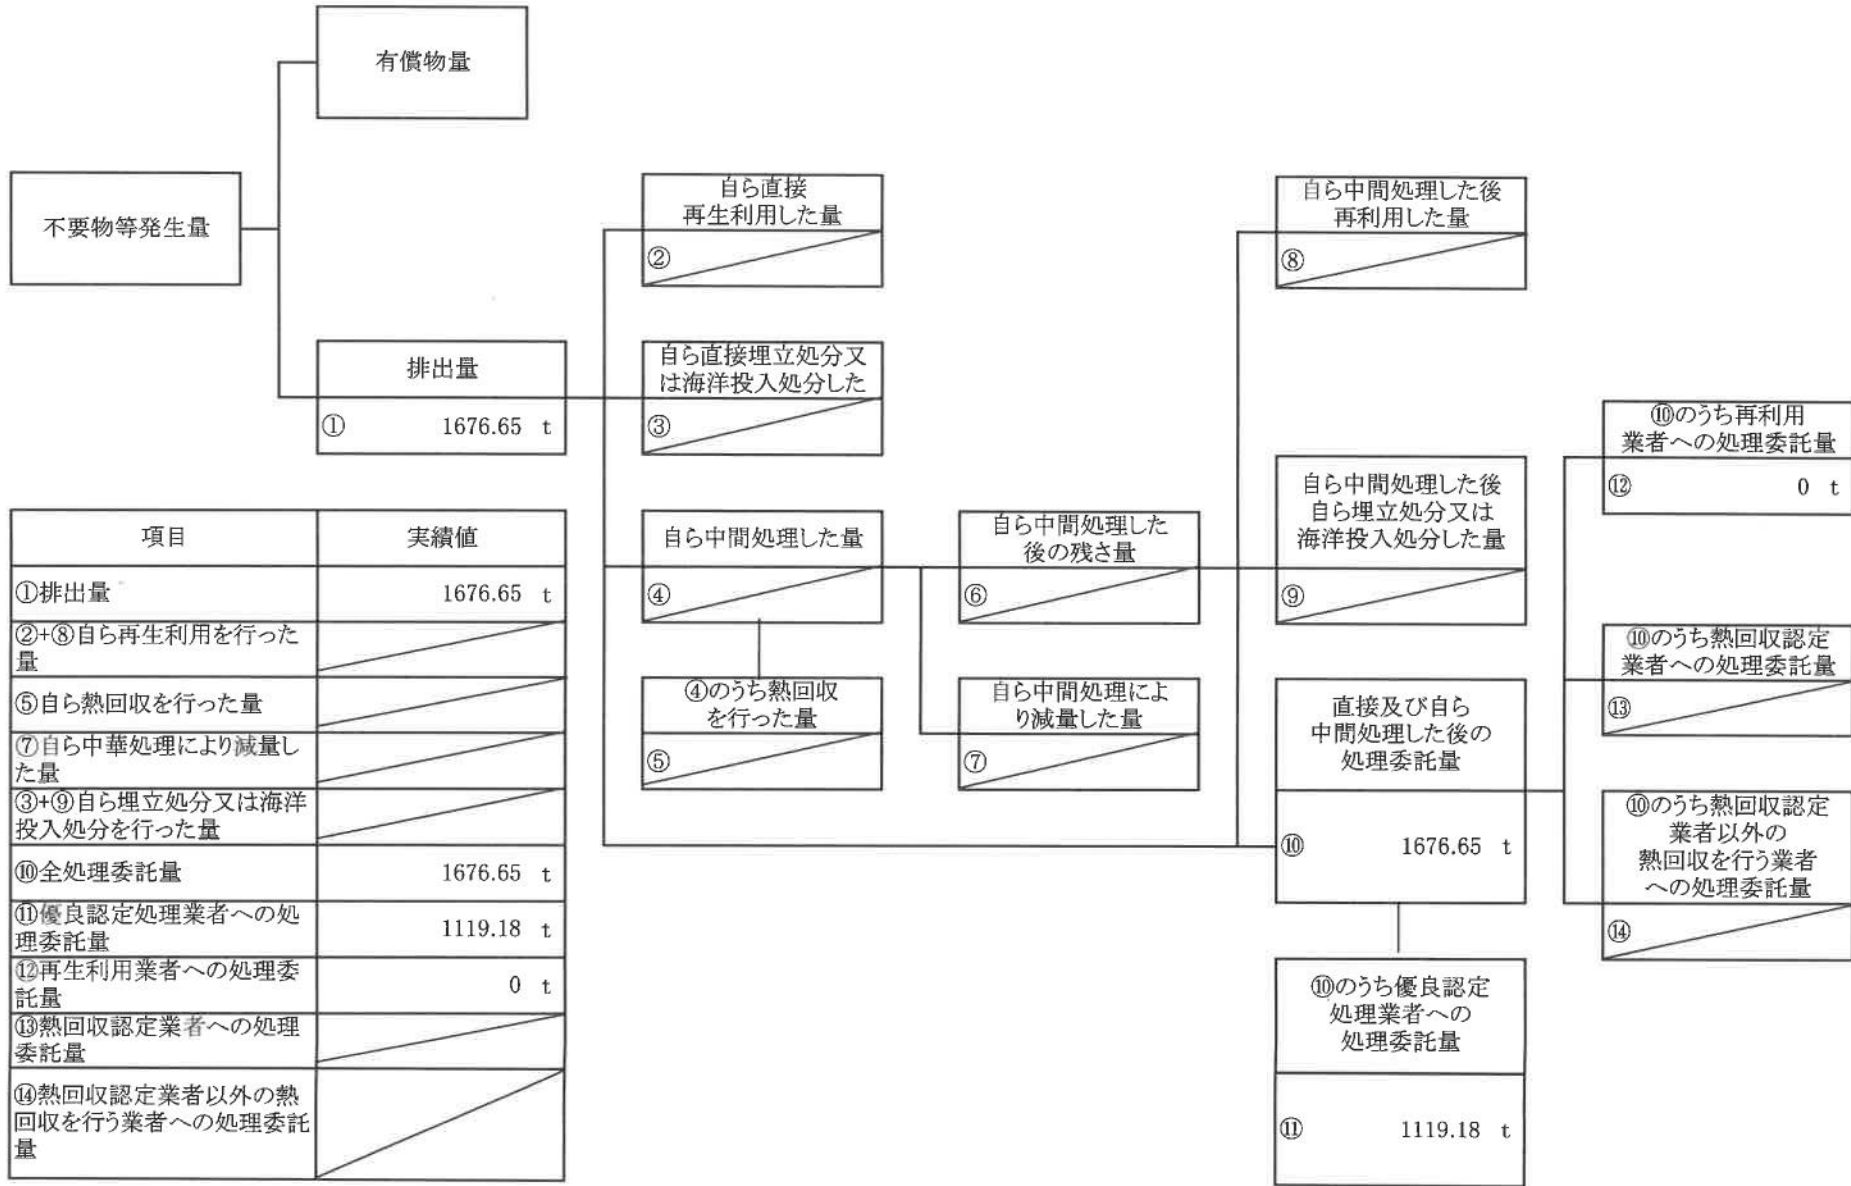 有償物量
不要物等発生量
排出量
① 1676.65 t
自ら直接
再生利用した量
②
自ら直接埋立処分又
は海洋投入処分した
③
自ら中間処理した量
④
④のうち熱回収
を行った量
⑤
自ら中間処理した
後の残さ量
⑥
自ら中間処理によ
り減量した量
⑦
自ら中間処理した後
再利用した量
⑧
自ら中間処理した後
自ら埋立処分又は
海洋投入処分した量
⑨
直接及び自ら
中間処理した後の
処理委託量
⑩ 1676.65 t
⑩のうち優良認定
処理業者への
処理委託量
⑪ 1119.18 t
⑩のうち再利用
業者への処理委託量
⑫ 0 t
⑩のうち熱回収認定
業者への処理委託量
⑬
⑩のうち熱回収認定
業者以外の
熱回収を行う業者
への処理委託量
⑭
項目 実績値
①排出量 1676.65 t
②+⑧自ら再生利用を行った
量
⑤自ら熱回収を行った量
⑦自ら中華処理により減量し
た量
③+⑨自ら埋立処分又は海洋
投入処分を行った量
⑩全処理委託量 1676.65 t
⑪優良認定処理業者への処
理委託量 1119.18 t
⑫再生利用業者への処理委
託量 0 t
⑬熱回収認定業者への処理
委託量
⑭熱回収認定業者以外の熱
回収を行う業者への処理委託
量